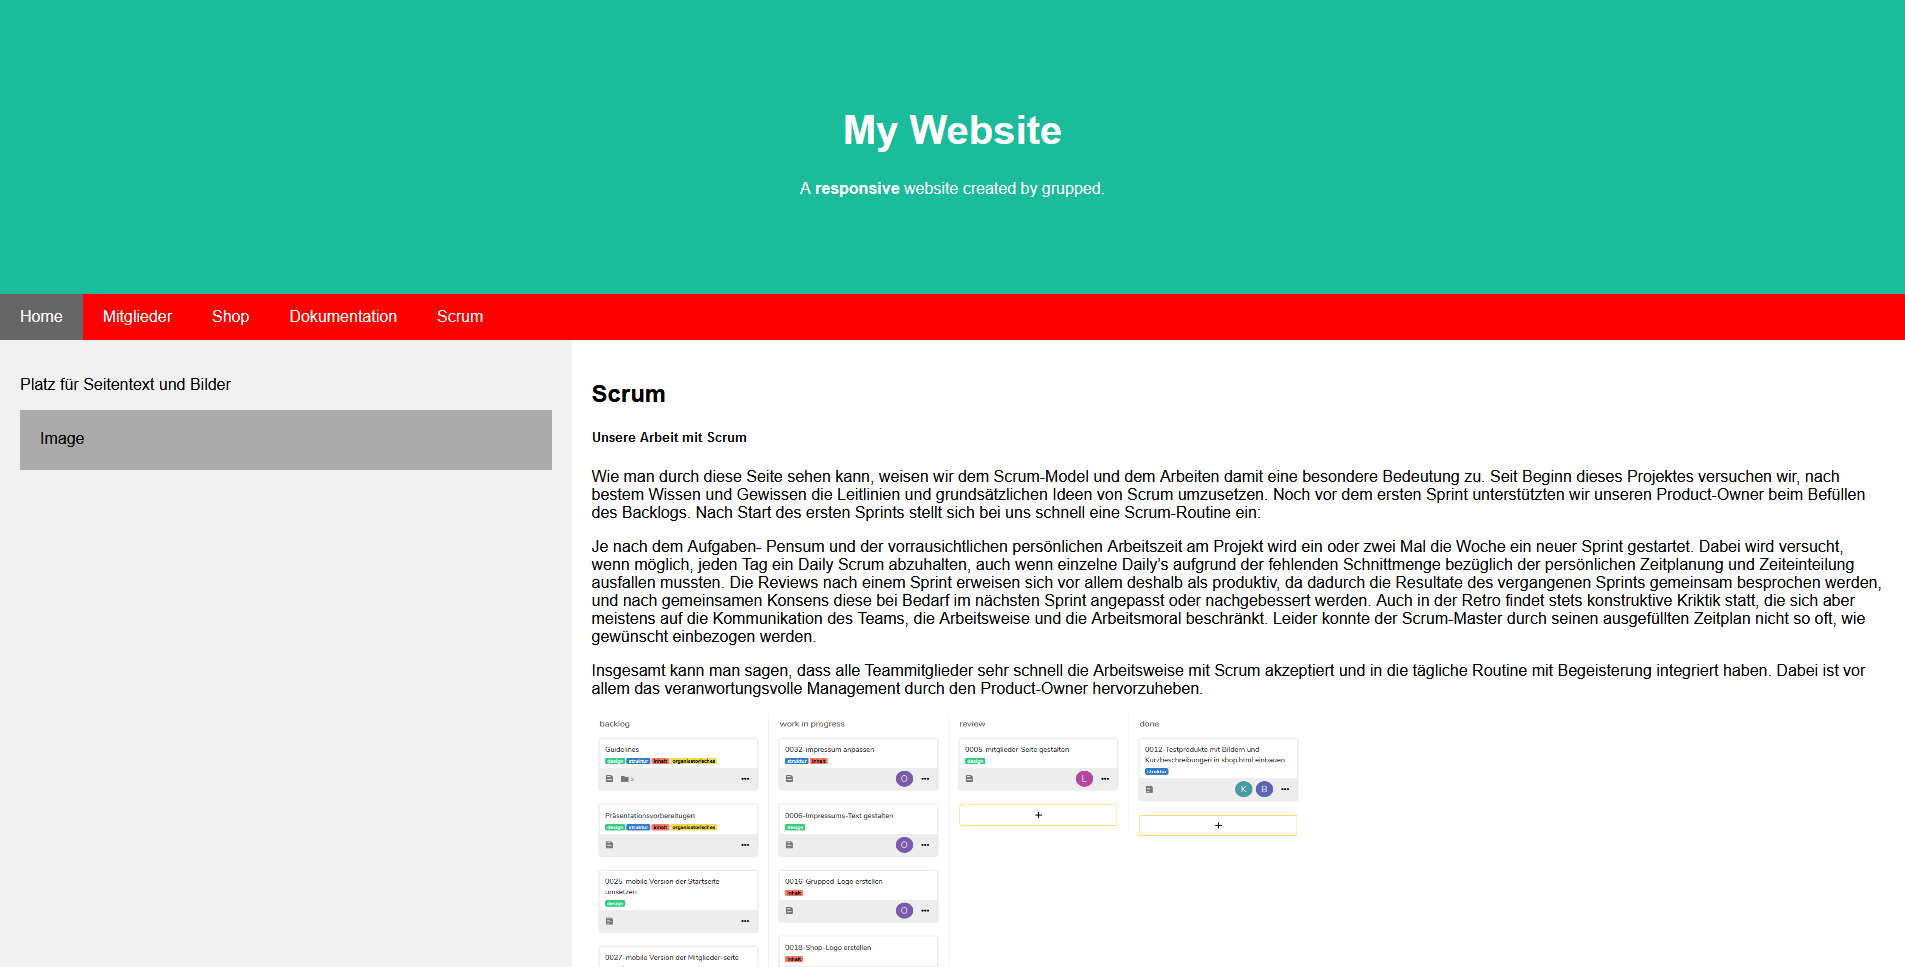 My Website
A responsive website created by grupped.
Home Mitglieder Shop Dokumentation Scrum
Platz für Seitentext und Bilder
Image
Scrum
Unsere Arbeit mit Scrum
Wie man durch diese Seite sehen kann, weisen wir dem Scrum-Model und dem Arbeiten damit eine besondere Bedeutung zu. Seit Beginn dieses Projektes versuchen wir, nach
bestem Wissen und Gewissen die Leitlinien und grundsätzlichen Ideen von Scrum umzusetzen. Noch vor dem ersten Sprint unterstützten wir unseren Product-Owner beim Befüllen
des Backlogs. Nach Start des ersten Sprints stellt sich bei uns schnell eine Scrum-Routine ein:
Je nach dem Aufgaben- Pensum und der vorrausichtlichen persönlichen Arbeitszeit am Projekt wird ein oder zwei Mal die Woche ein neuer Sprint gestartet. Dabei wird versucht,
wenn möglich, jeden Tag ein Daily Scrum abzuhalten, auch wenn einzelne Daily's aufgrund der fehlenden Schnittmenge bezüglich der persönlichen Zeitplanung und Zeiteinteilung
ausfallen mussten. Die Reviews nach einem Sprint erweisen sich vor allem deshalb als produktiv, da dadurch die Resultate des vergangenen Sprints gemeinsam besprochen werden,
und nach gemeinsamen Konsens diese bei Bedarf im nächsten Sprint angepasst oder nachgebessert werden. Auch in der Retro findet stets konstruktive Kriktik statt, die sich aber
meistens auf die Kommunikation des Teams, die Arbeitsweise und die Arbeitsmoral beschränkt. Leider konnte der Scrum-Master durch seinen ausgefüllten Zeitplan nicht so oft, wie
gewünscht einbezogen werden.
Insgesamt kann man sagen, dass alle Teammitglieder sehr schnell die Arbeitsweise mit Scrum akzeptiert und in die tägliche Routine mit Begeisterung integriert haben. Dabei ist vor
allem das veranwortungsvolle Management durch den Product-Owner hervorzuheben.
backlog
Guidelines
design struktur inhalt organisatorisches
5
Präsentationsvorbereitugen
design struktur inhalt organisatorisches
0025-mobile Version der Startseite
umsetzen
design
0027-mobile Version der Mitglieder-seite
work in progress
0032-impressum anpassen
struktur inhalt
O
0006-Impressums-Text gestalten
design
O
0016-Grupped-Logo erstellen
inhalt
O
0018-Shop-Logo erstellen
inhalt
review
0005-mitglieder-Seite gestalten
design
L
+
done
0012-Testprodukte mit Bildern und
Kurzbeschreibungen in shop.html einbauen
struktur
K B
+